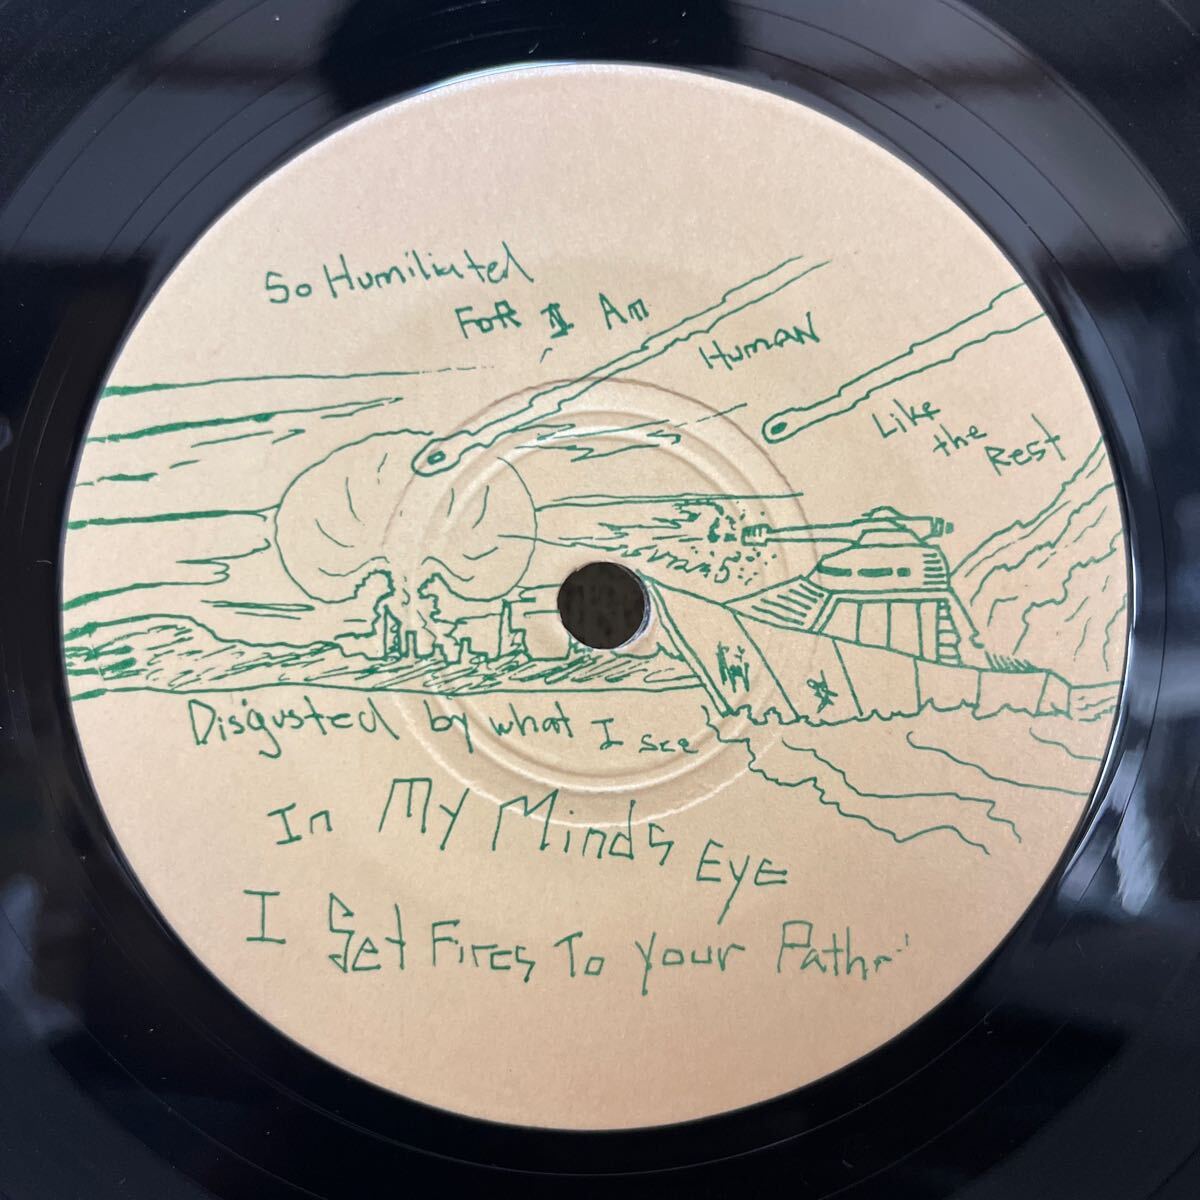 So Humiliated
FOR I Am
Human
Like
the
Rest
Disgusted by what I see
In My Minds Eye
I Set Fires To Your